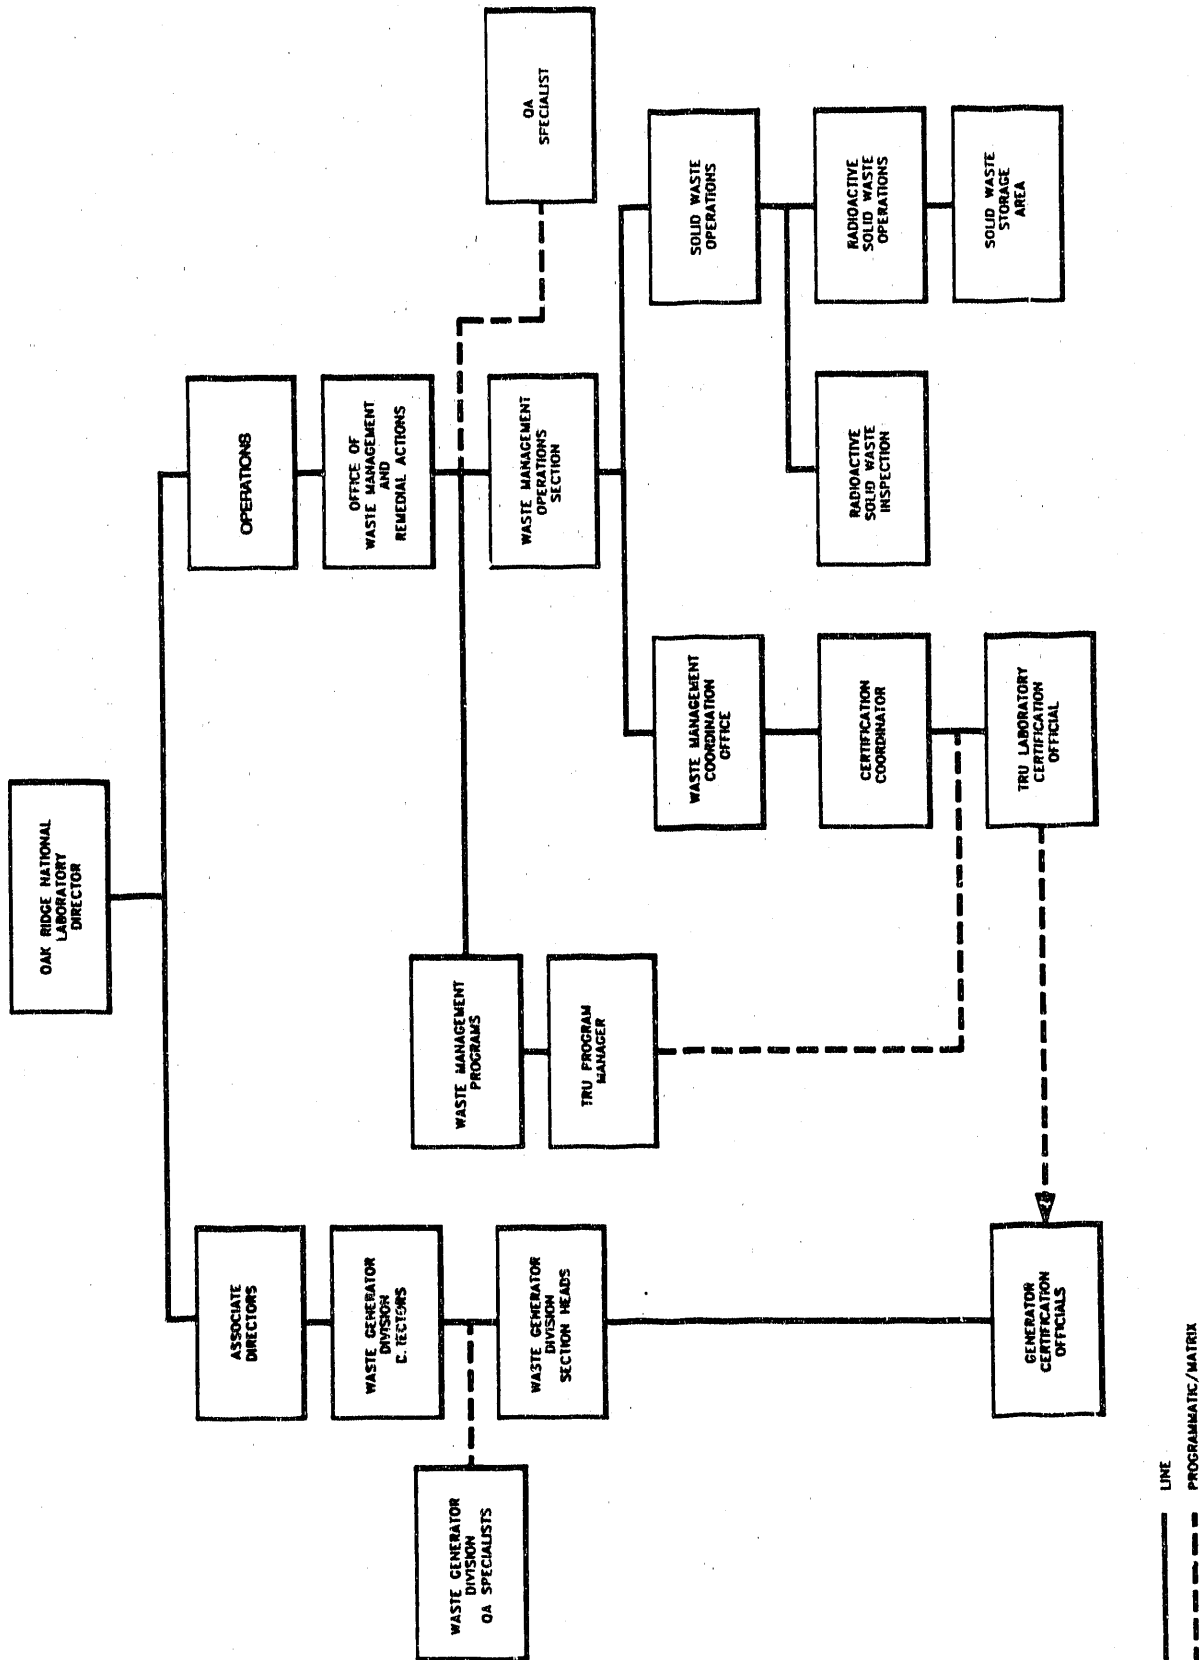 OAK RIDGE NATIONAL
LABORATORY
DIRECTOR
ASSOCIATE
DIRECTORS
OPERATIONS
WASTE GENERATOR
DIVISION
OFFICE OF
WASTE MANAGEMENT
AND
REMEDIAL ACTIONS
WASTE GENERATOR
DIVISION
QA SPECIALISTS
WASTE MANAGEMENT
PROGRAMS
QA
SPECIALIST
WASTE GENERATOR
DIVISION
SECTION HEADS
TRU PROGRAM
MANAGER
WASTE MANAGEMENT
OPERATIONS
SECTION
WASTE MANAGEMENT
COORDINATION
OFFICE
SOLID WASTE
OPERATIONS
CERTIFICATION
COORDINATOR
RADIOACTIVE
SOLID WASTE
INSPECTION
RADIOACTIVE
SOLID WASTE
OPERATIONS
GENERATOR
CERTIFICATION
OFFICIALS
TRU LABORATORY
CERTIFICATION
OFFICIAL
SOLID WASTE
STORAGE
AREA
LINE
PROGRAMMATIC/MATRIX